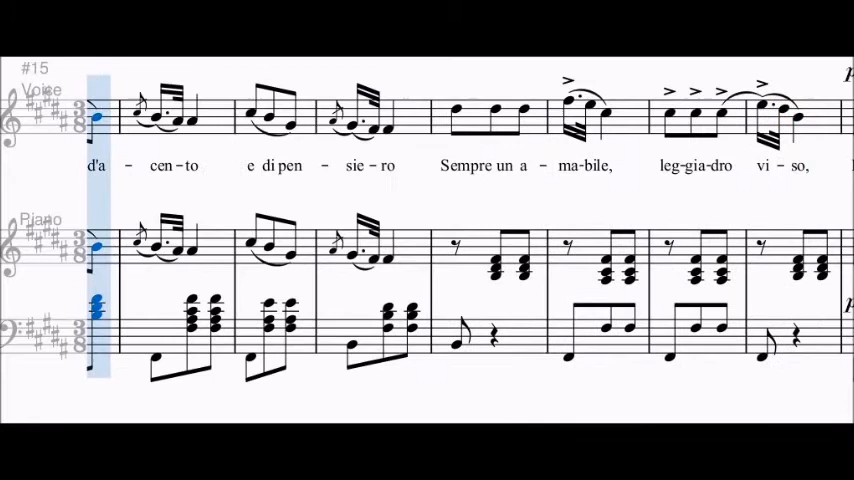 #15
Voice
d'a - cen - to e di pen - sie - ro Sempre un a - ma-bile, leg-gia-dro vi - so,
Piano